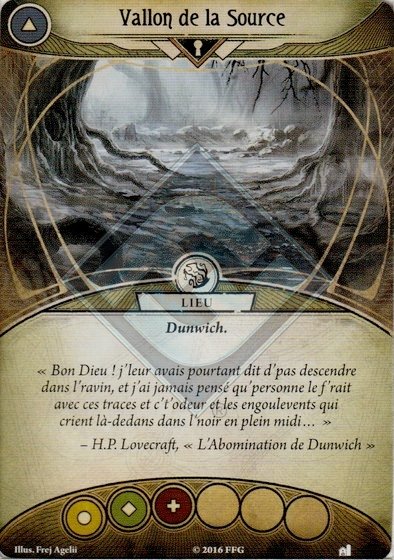 Vallon de la Source
LIEU
Dunwich.
« Bon Dieu ! j'leur avais pourtant dit d'pas descendre
dans l'ravin, et j'ai jamais pensé qu'personne le f'rait
avec ces traces et c't'odeur et les engoulevents qui
crient là-dedans dans l'noir en plein midi… »
– H.P. Lovecraft, « L'Abomination de Dunwich »
Illus. Frej Agelii
© 2016 FFG